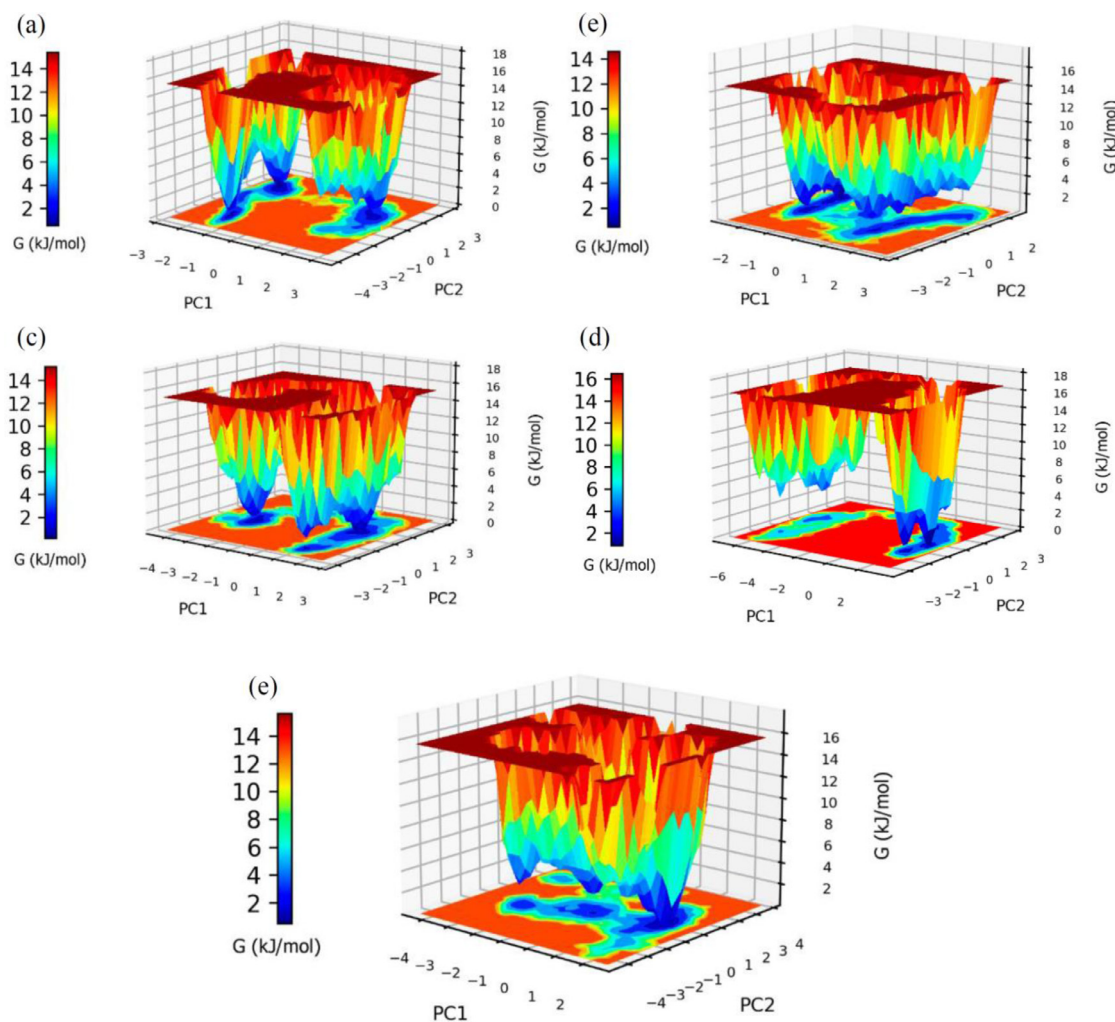 (a)
14
12
10
8
6
4
2
G (kJ/mol)
18
16
14
12
10
8
6
4
2
0
G (kJ/mol)
−3 −2 −1 0 1 2 3
PC1
−4 −3 −2 −1 0 1 2 3
PC2
(e)
14
12
10
8
6
4
2
G (kJ/mol)
16
14
12
10
8
6
4
2
G (kJ/mol)
−2 −1 0 1 2 3
PC1
−3 −2 −1 0 1 2
PC2
(c)
14
12
10
8
6
4
2
G (kJ/mol)
18
16
14
12
10
8
6
4
2
0
G (kJ/mol)
−4 −3 −2 −1 0 1 2 3
PC1
−3 −2 −1 0 1 2 3
PC2
(d)
16
14
12
10
8
6
4
2
G (kJ/mol)
18
16
14
12
10
8
6
4
2
0
G (kJ/mol)
−6 −4 −2 0 2
PC1
−3 −2 −1 0 1 2 3
PC2
(e)
14
12
10
8
6
4
2
G (kJ/mol)
16
14
12
10
8
6
4
2
G (kJ/mol)
−4 −3 −2 −1 0 1 2
PC1
−4 −3 −2 −1 0 1 2 3 4
PC2